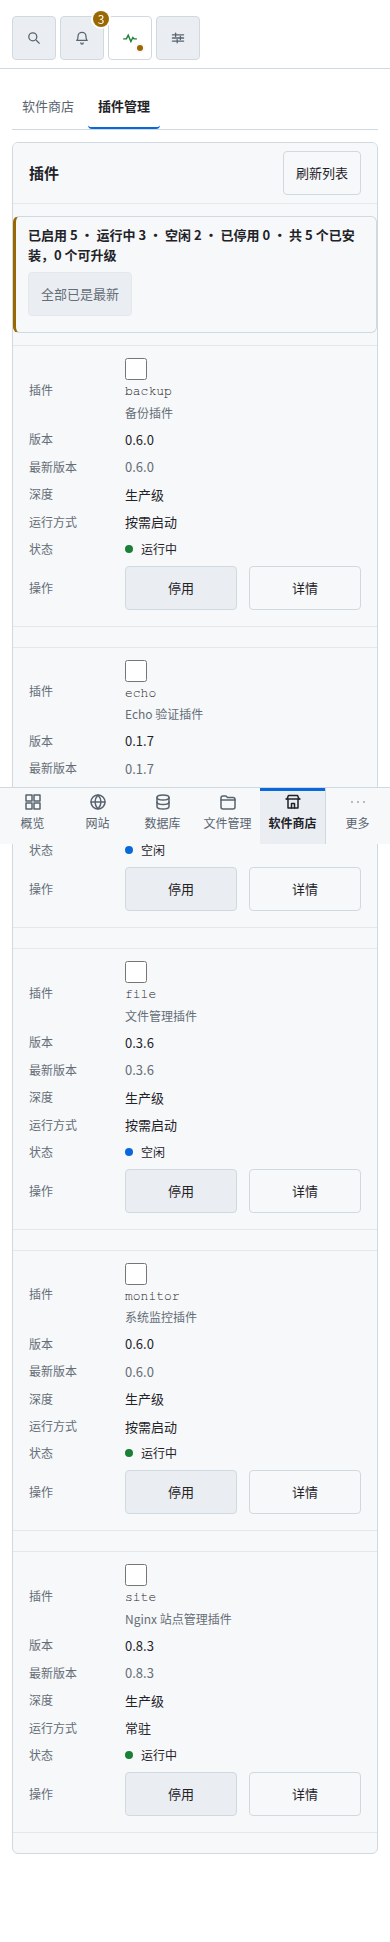 3
软件商店 插件管理
插件 刷新列表
已启用 5 · 运行中 3 · 空闲 2 · 已停用 0 · 共 5 个已安
装，0 个可升级
全部已是最新
插件 backup
备份插件
版本 0.6.0
最新版本 0.6.0
深度 生产级
运行方式 按需启动
状态 运行中
操作 停用 详情
插件 echo
Echo 验证插件
版本 0.1.7
最新版本 0.1.7
概览 网站 数据库 文件管理 软件商店 更多
状态 空闲
操作 停用 详情
插件 file
文件管理插件
版本 0.3.6
最新版本 0.3.6
深度 生产级
运行方式 按需启动
状态 空闲
操作 停用 详情
插件 monitor
系统监控插件
版本 0.6.0
最新版本 0.6.0
深度 生产级
运行方式 按需启动
状态 运行中
操作 停用 详情
插件 site
Nginx 站点管理插件
版本 0.8.3
最新版本 0.8.3
深度 生产级
运行方式 常驻
状态 运行中
操作 停用 详情